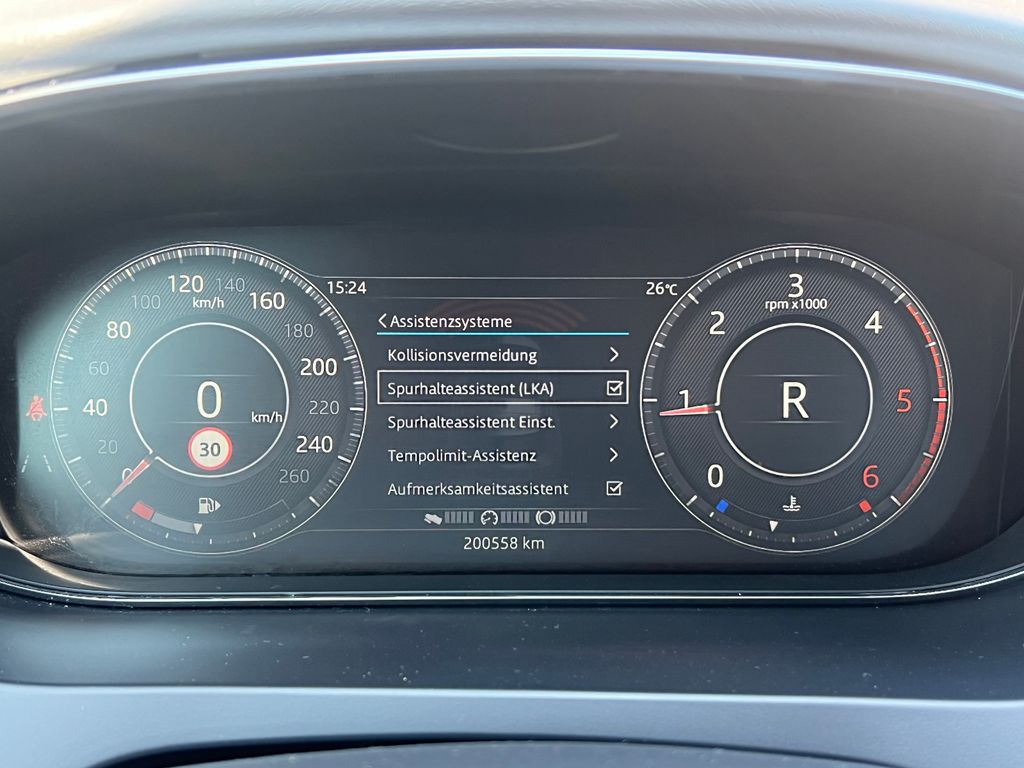 15:24
26°C
Assistenzsysteme
Kollisionsvermeidung
Spurhalteassistent (LKA)
Spurhalteassistent Einst.
Tempolimit-Assistenz
Aufmerksamkeitsassistent
200558 km
0
20
40
60
80
100
120
140
160
180
200
220
240
260
km/h
0
km/h
30
0
1
2
3
4
5
6
rpm x1000
R